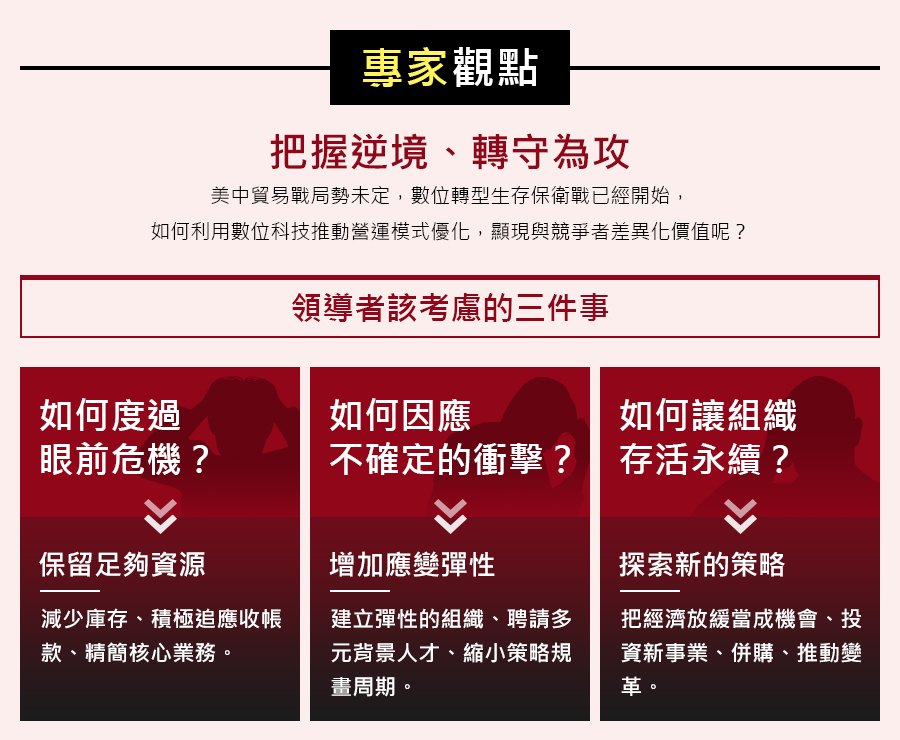 專家觀點
把握逆境、轉守為攻
美中貿易戰局勢未定，數位轉型生存保衛戰已經開始，
如何利用數位科技推動營運模式優化，顯現與競爭者差異化價值呢？
領導者該考慮的三件事
如何度過
眼前危機？
保留足夠資源
減少庫存、積極追應收帳
款、精簡核心業務。
如何因應
不確定的衝擊？
增加應變彈性
建立彈性的組織、聘請多
元背景人才、縮小策略規
畫周期。
如何讓組織
存活永續？
探索新的策略
把經濟放緩當成機會、投
資新事業、併購、推動變
革。